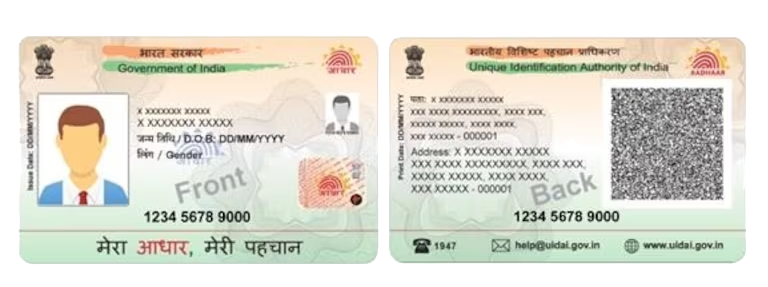 भारत सरकार
Government of India
आधार
Issue Date: DD/MM/YYYY
X XXXXXXX XXXXX
X XXXXXXXX XXXXX
जन्म तिथि / D.O.B: DD/MM/YYYY
लिंग / Gender
आधार
Front
1234 5678 9000
मेरा आधार, मेरी पहचान
भारतीय विशिष्ट पहचान प्राधिकरण
Unique Identification Authority of India
AADHAAR
Print Date: DD/MM/YYYY
पता: X XXXXXXX XXXXX
XXX XXXX XXXXXXXXX, XXXX XXX,
XXXXX XXXXX, XXXX XXXX,
XXX XXXXX - 000001
Address: X XXXXXXX XXXXX
XXX XXXX XXXXXXXXX, XXXX XXX,
XXXXX XXXXX, XXXX XXXX,
XXX XXXXX - 000001
Back
1234 5678 9000
1947
help@uidai.gov.in
www.uidai.gov.in